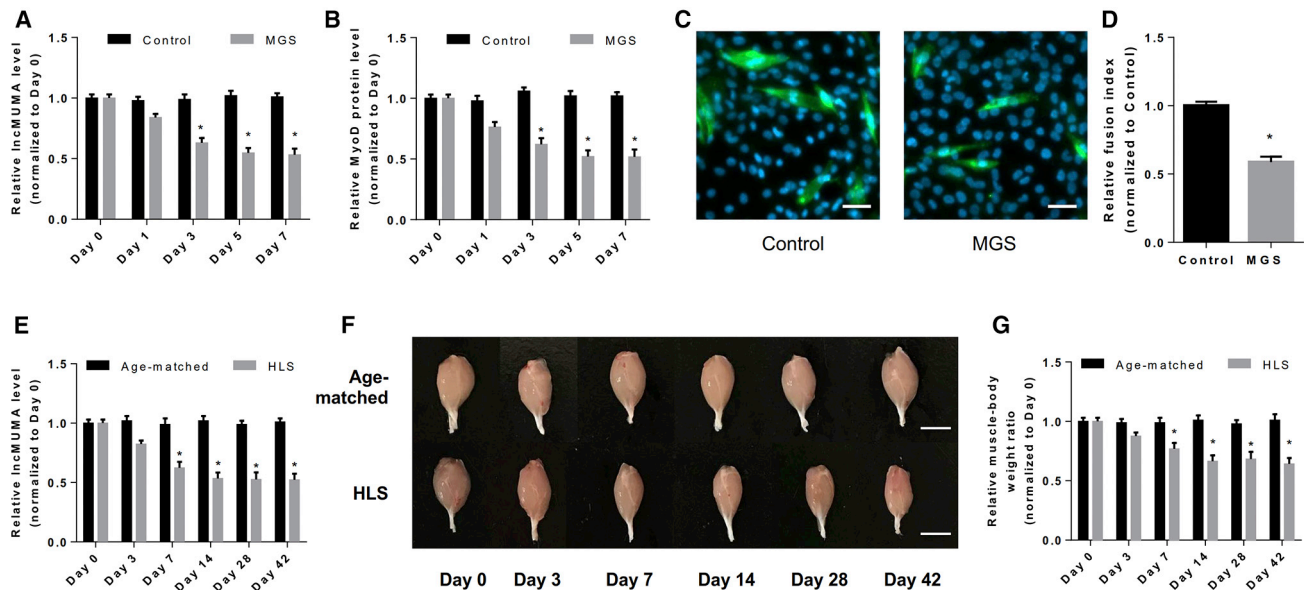 A
Relative lncMUMA level
(normalized to Day 0)
1.5
1.0
0.5
0.0
Control
MGS
*
*
*
Day 0
Day 1
Day 3
Day 5
Day 7
B
Relative MyoD protein level
(normalized to Day 0)
1.5
1.0
0.5
0.0
Control
MGS
*
*
*
Day 0
Day 1
Day 3
Day 5
Day 7
C
Control
MGS
D
Relative fusion index
(normalized to Control)
1.5
1.0
0.5
0.0
*
Control
MGS
E
Relative lncMUMA level
(normalized to Day 0)
1.5
1.0
0.5
0.0
Age-matched
HLS
*
*
*
*
Day 0
Day 3
Day 7
Day 14
Day 28
Day 42
F
Age-
matched
HLS
Day 0
Day 3
Day 7
Day 14
Day 28
Day 42
G
Relative muscle-body
weight ratio
(normalized to Day 0)
1.5
1.0
0.5
0.0
Age-matched
HLS
*
*
*
*
Day 0
Day 3
Day 7
Day 14
Day 28
Day 42